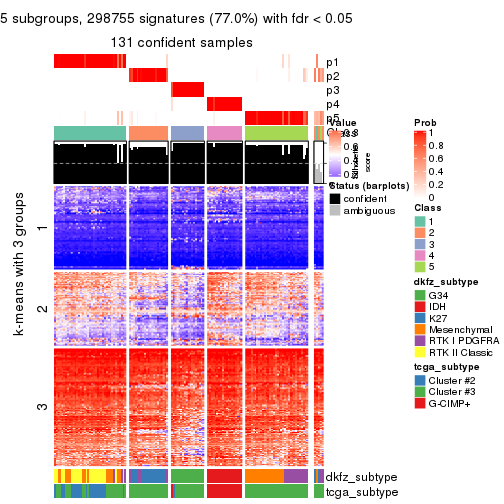 5 subgroups, 298755 signatures (77.0%) with fdr < 0.05
131 confident samples
p1
p2
p3
p4
p5
k-means with 3 groups
1
2
3
Value
score
Status (barplots)
confident
ambiguous
Prob
1
0.8
0.6
0.4
0.2
0
Class
1
2
3
4
5
dkfz_subtype
G34
IDH
K27
Mesenchymal
RTK I PDGFRA
RTK II Classic
tcga_subtype
Cluster #2
Cluster #3
G-CIMP+
dkfz_subtype
tcga_subtype